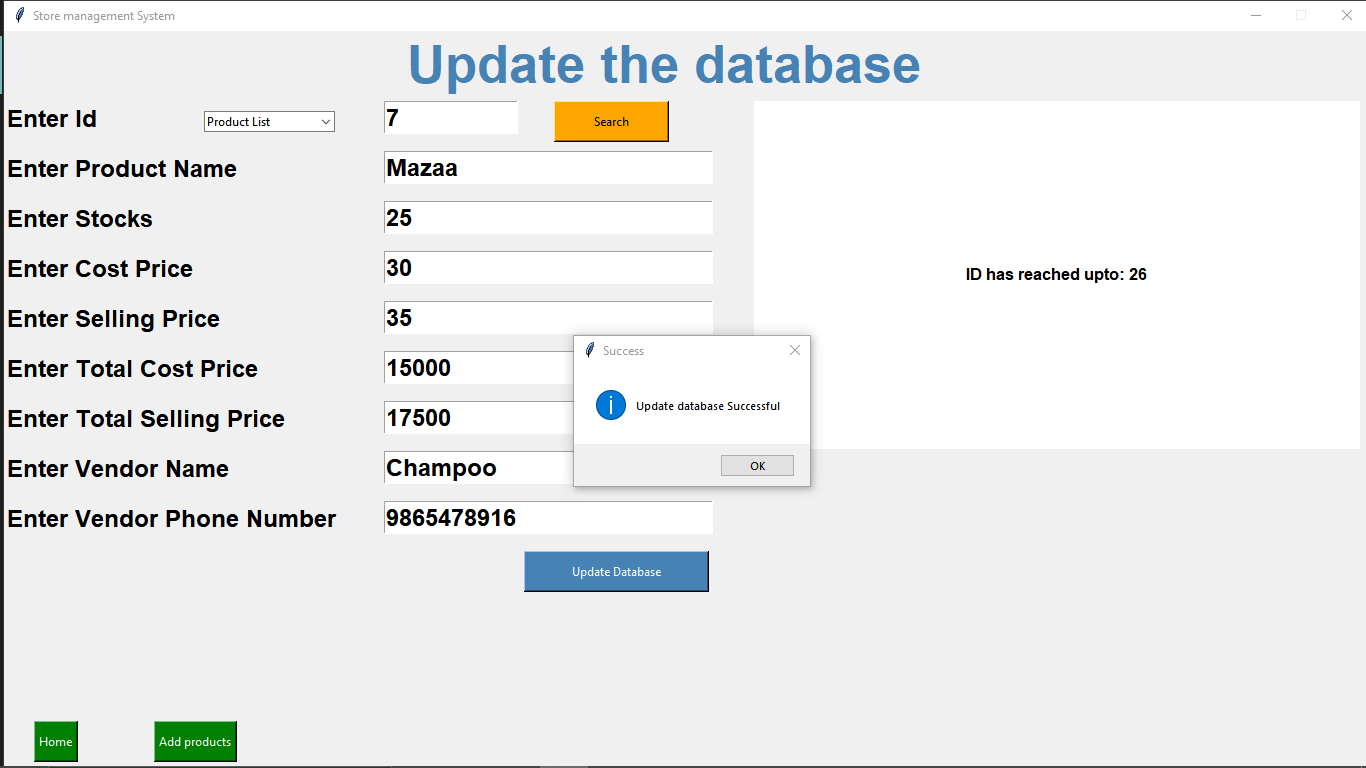 Store management System
Update the database
Enter Id Product List 7 Search
Enter Product Name Mazaa
Enter Stocks 25
Enter Cost Price 30
ID has reached upto: 26
Enter Selling Price 35
Success
Enter Total Cost Price 15000
Update database Successful
Enter Total Selling Price 17500
Enter Vendor Name Champoo
OK
Enter Vendor Phone Number 9865478916
Update Database
Home Add products